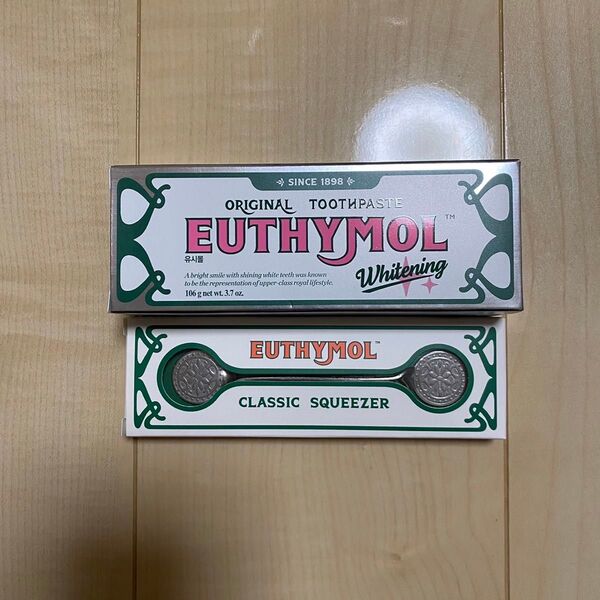 SINCE 1898
ORIGINAL TOOTHPASTE
EUTHYMOL™
유시몰
Whitening
A bright smile with shining white teeth was known
to be the representation of upper-class royal lifestyle.
106 g net wt. 3.7 oz.
EUTHYMOL™
CLASSIC SQUEEZER